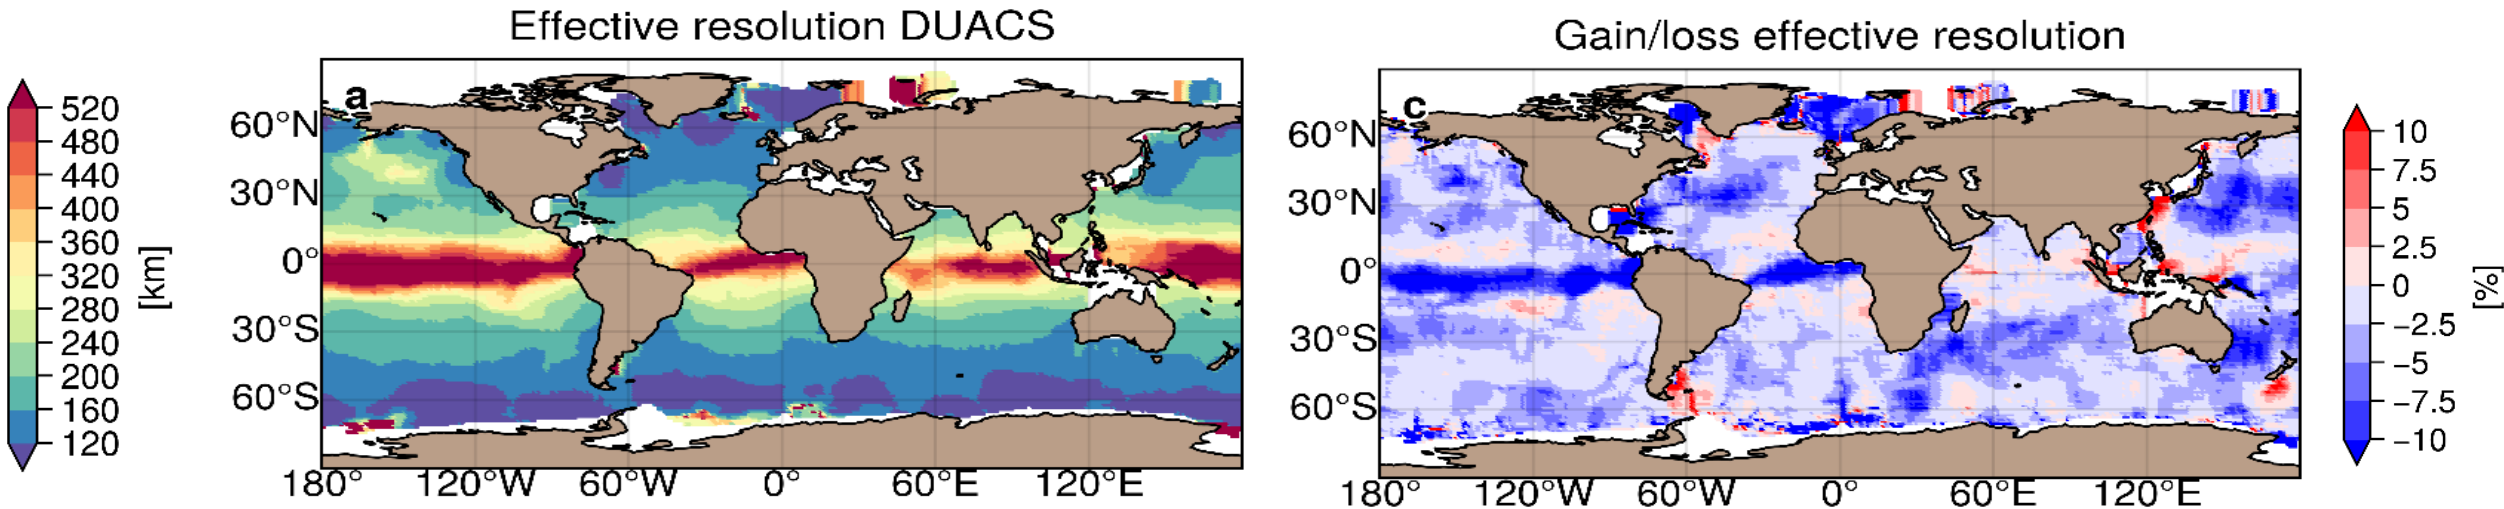 Effective resolution DUACS
a
520
480
440
400
360
320
280
240
200
160
120
[km]
60°N
30°N
0°
30°S
60°S
180° 120°W 60°W 0° 60°E 120°E
Gain/loss effective resolution
c
60°N
30°N
0°
30°S
60°S
180° 120°W 60°W 0° 60°E 120°E
10
7.5
5
2.5
0
−2.5
−5
−7.5
−10
[%]